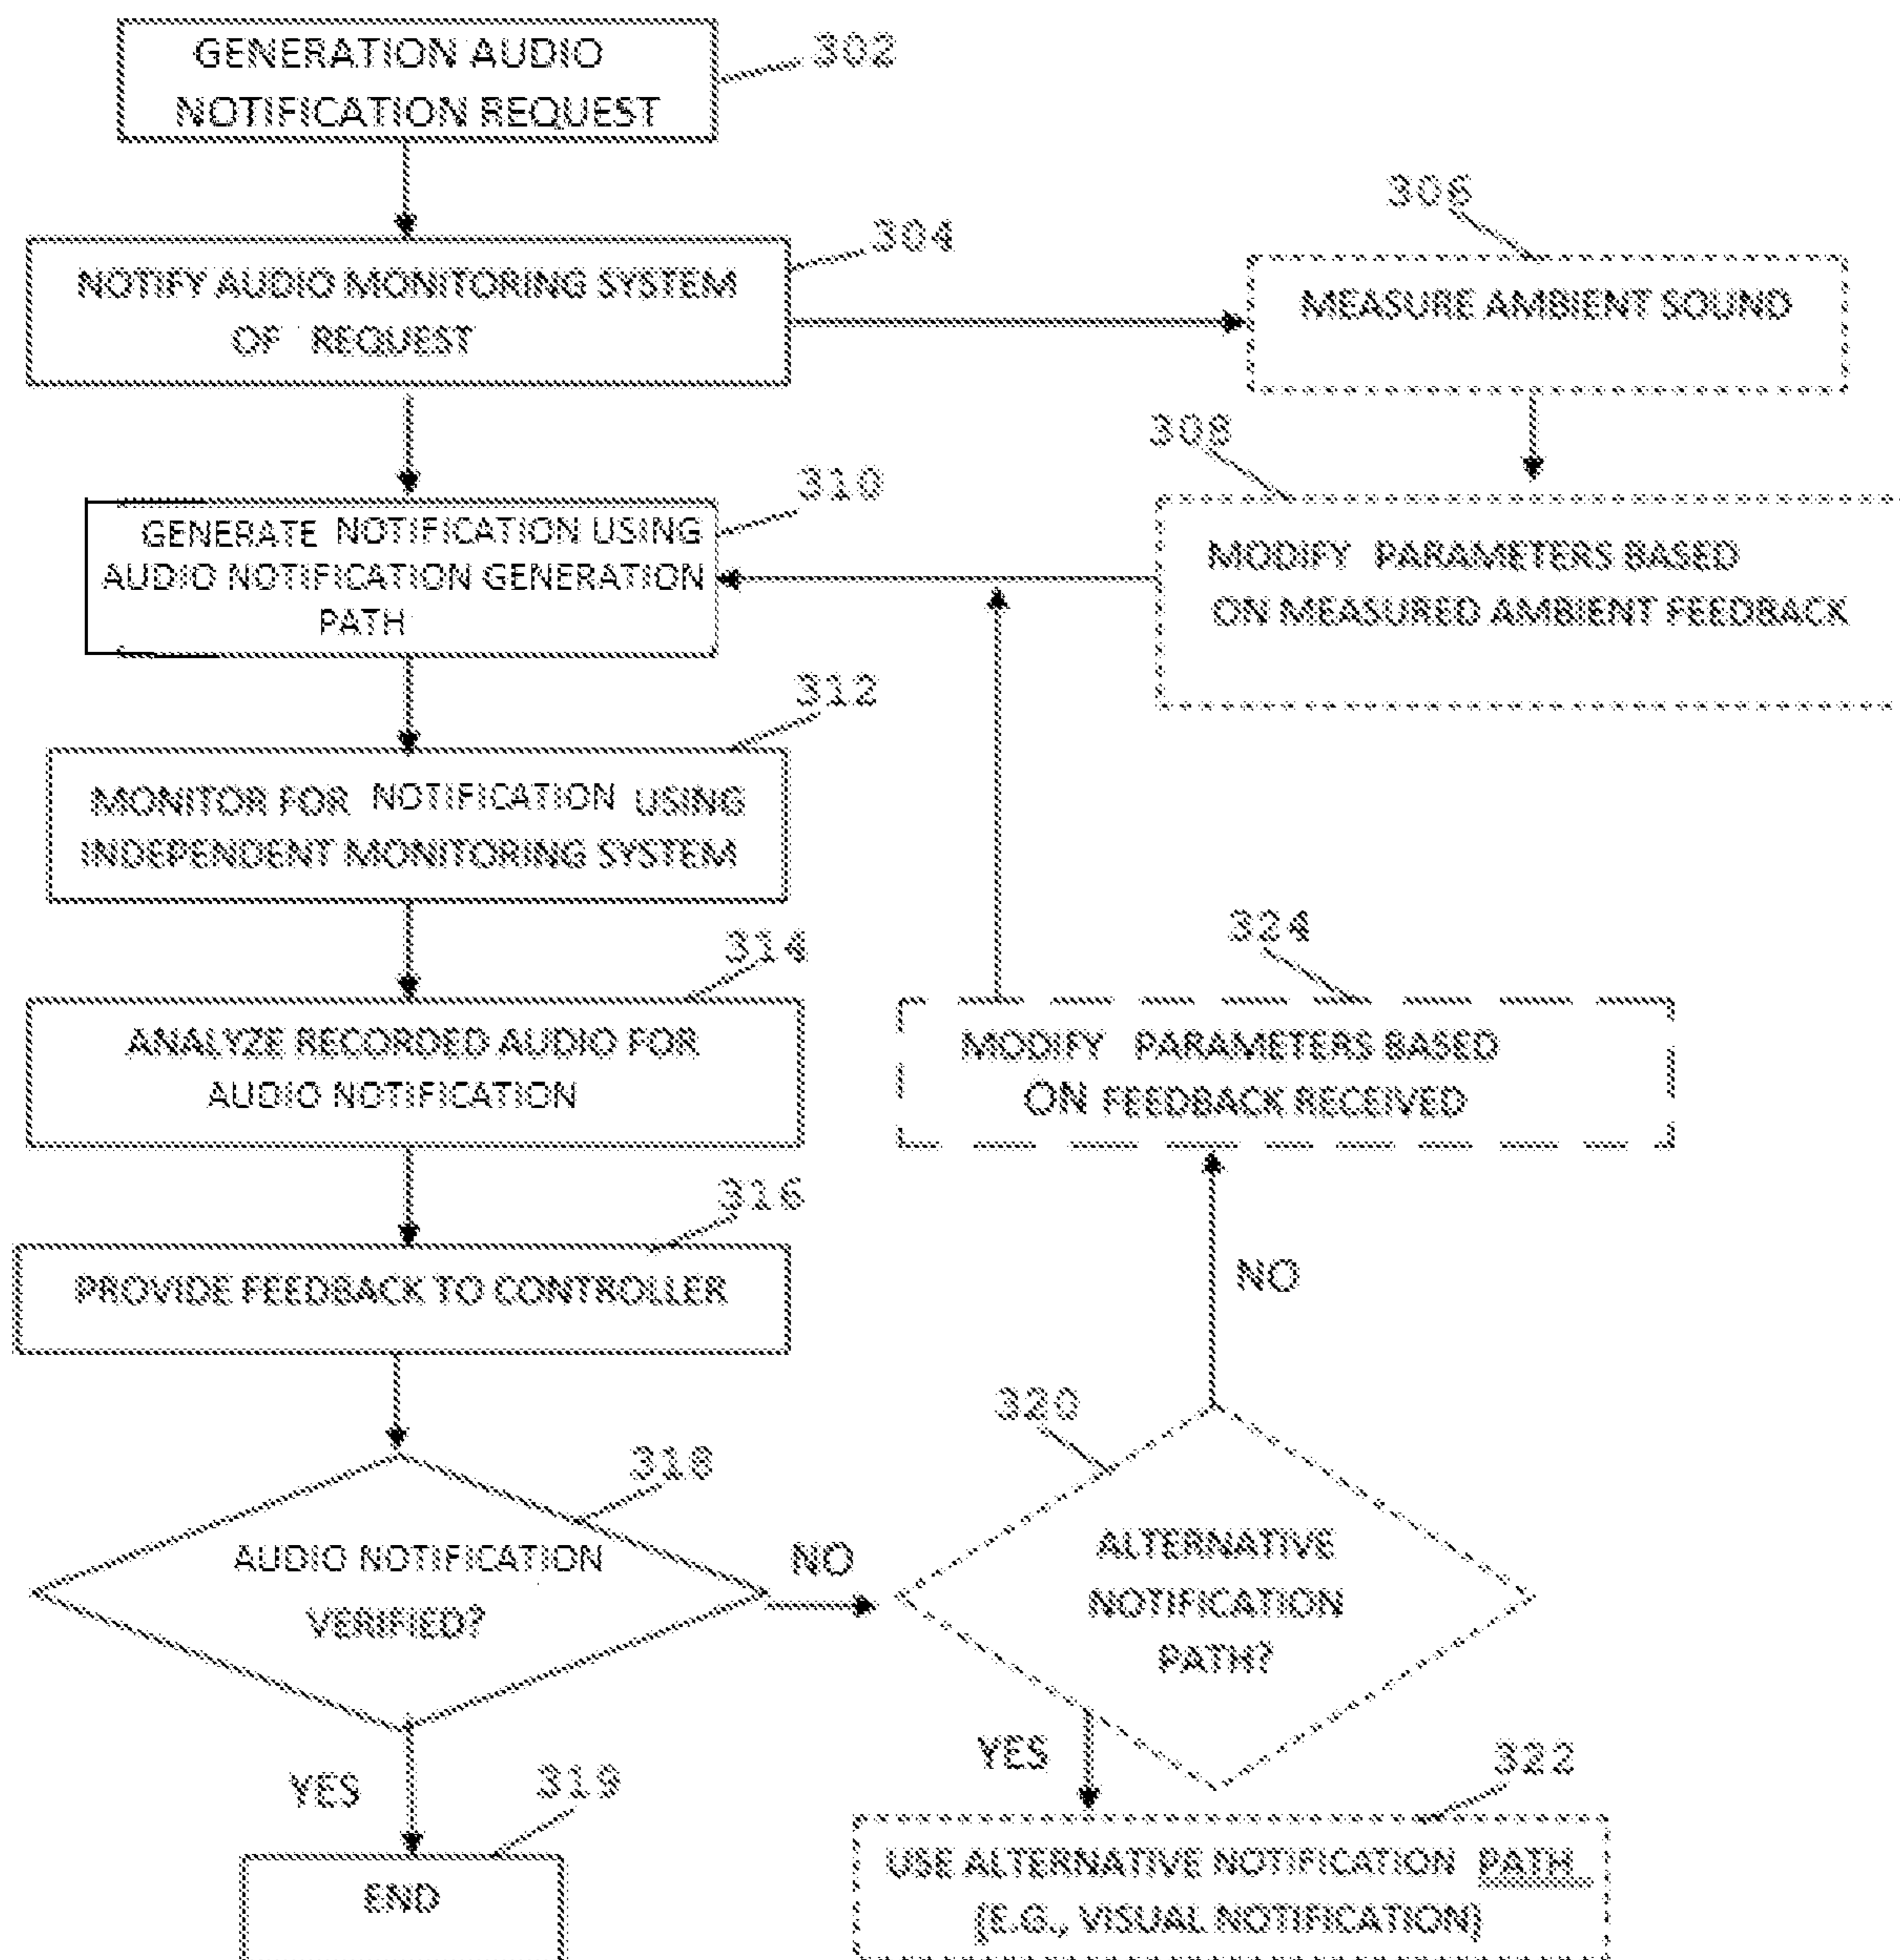 GENERATION AUDIO
NOTIFICATION REQUEST
302
NOTIFY AUDIO MONITORING SYSTEM
OF REQUEST
304
306
MEASURE AMBIENT SOUND
308
MODIFY PARAMETERS BASED
ON MEASURED AMBIENT FEEDBACK
310
GENERATE NOTIFICATION USING
AUDIO NOTIFICATION GENERATION
PATH
312
MONITOR FOR NOTIFICATION USING
INDEPENDENT MONITORING SYSTEM
314
ANALYZE RECORDED AUDIO FOR
AUDIO NOTIFICATION
324
MODIFY PARAMETERS BASED
ON FEEDBACK RECEIVED
316
PROVIDE FEEDBACK TO CONTROLLER
NO
318
AUDIO NOTIFICATION
VERIFIED?
NO
320
ALTERNATIVE
NOTIFICATION
PATH?
YES
319
END
YES
322
USE ALTERNATIVE NOTIFICATION PATH
(E.G., VISUAL NOTIFICATION)